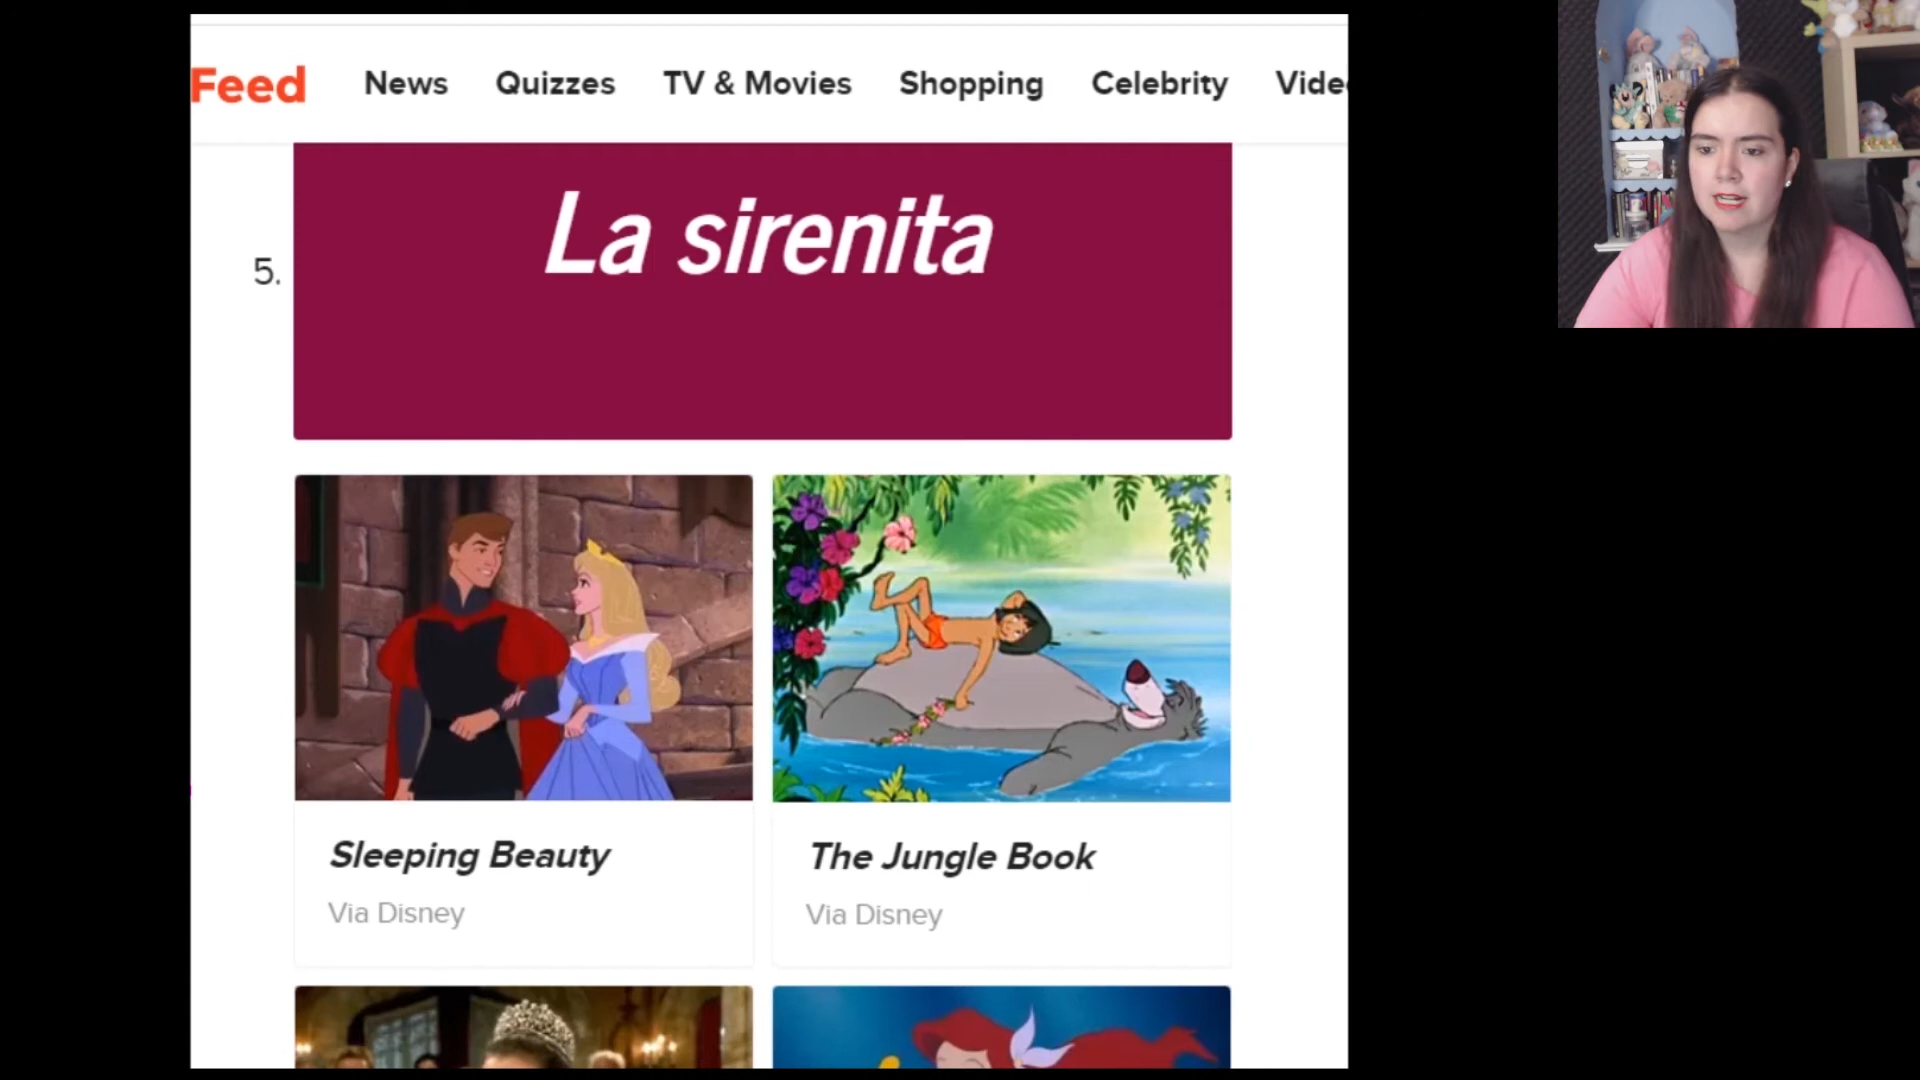 Feed News Quizzes TV & Movies Shopping Celebrity Vide
5.
La sirenita
Sleeping Beauty
Via Disney
The Jungle Book
Via Disney